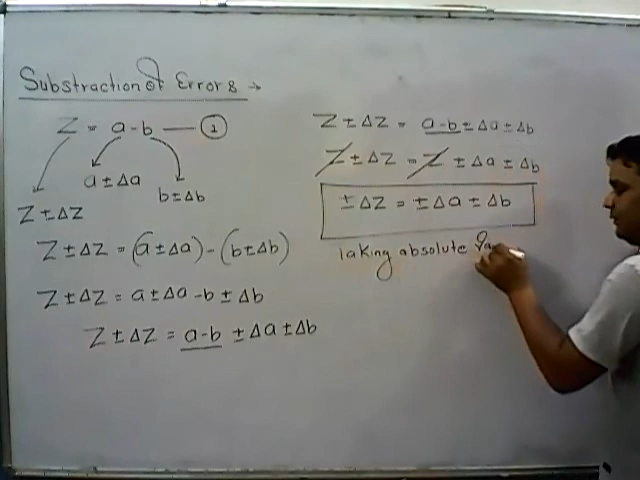 Substraction of Errors →
Z = a - b — ①
a ± Δa
b ± Δb
Z ± ΔZ
Z ± ΔZ = (a ± Δa) - (b ± Δb)
Z ± ΔZ = a ± Δa - b ± Δb
Z ± ΔZ = a-b ± Δa ± Δb
Z ± ΔZ = a-b ± Δa ± Δb
Z ± ΔZ = Z ± Δa ± Δb
± ΔZ = ± Δa ± Δb
Taking absolute